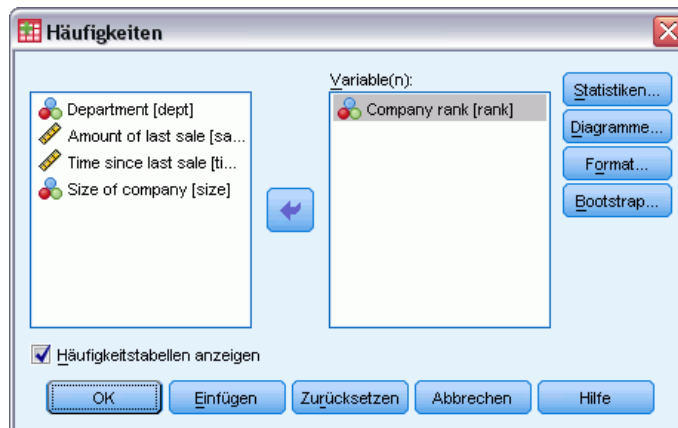 Häufigkeiten
Department [dept]
Amount of last sale [sa...
Time since last sale [ti...
Size of company [size]
Variable(n):
Company rank [rank]
Statistiken...
Diagramme...
Format...
Bootstrap...
Häufigkeitstabellen anzeigen
OK
Einfügen
Zurücksetzen
Abbrechen
Hilfe